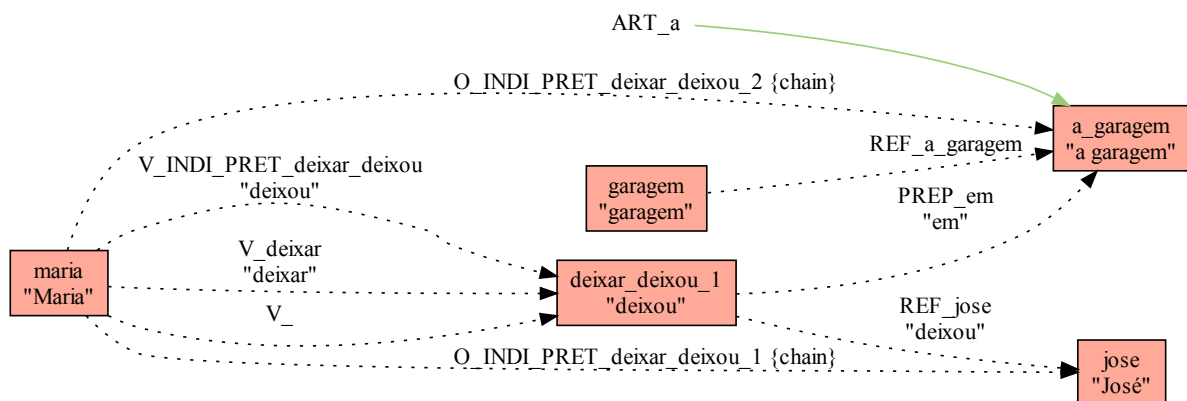 ART_a
O_INDI_PRET_deixar_deixou_2 {chain}
a_garagem
"a garagem"
REF_a_garagem
V_INDI_PRET_deixar_deixou
"deixou"
garagem
"garagem"
PREP_em
"em"
V_deixar
"deixar"
maria
"Maria"
deixar_deixou_1
"deixou"
V_
REF_jose
"deixou"
O_INDI_PRET_deixar_deixou_1 {chain}
jose
"José"